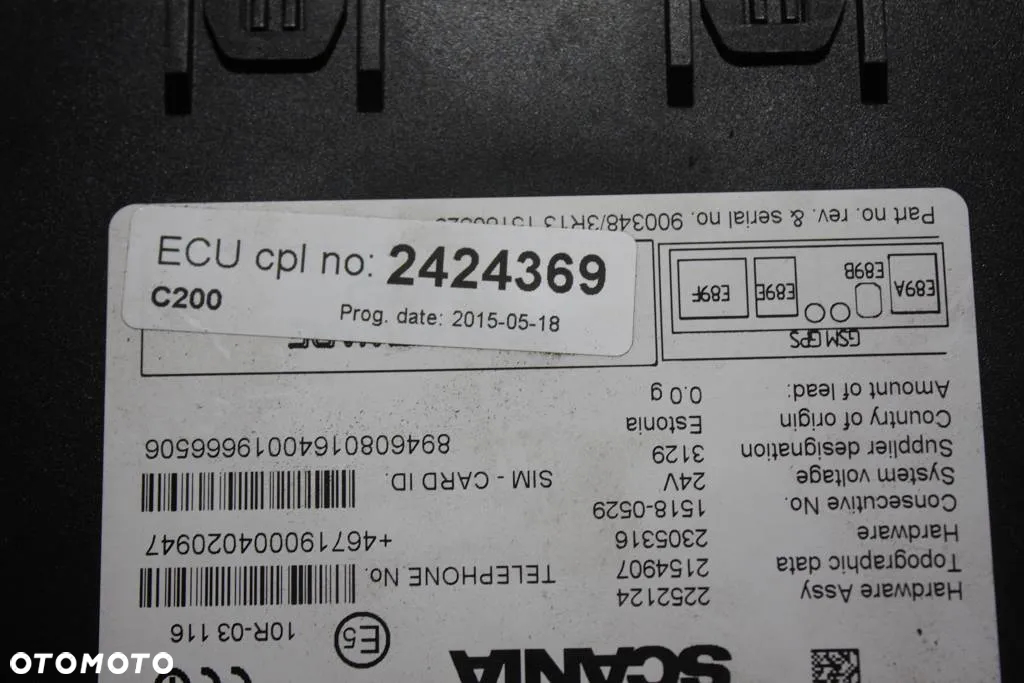 ECU cpl no: 2424369
C200 Prog. date: 2015-05-18
SCANIA
E5 10R-03 116
Hardware Assy 2252124
Topographic data 2154907
Hardware 2305316
Consecutive No. 1518-0529
System voltage 24V
Supplier designation 3129
Country of origin Estonia
Amount of lead: 0.0 g
TELEPHONE No.
+467190004020947
SIM - CARD ID.
89460801640019666506
GSM GPS
E89A E89B E89E E89F
Part no. rev. & serial no. 900348/3R13
OTOMOTO